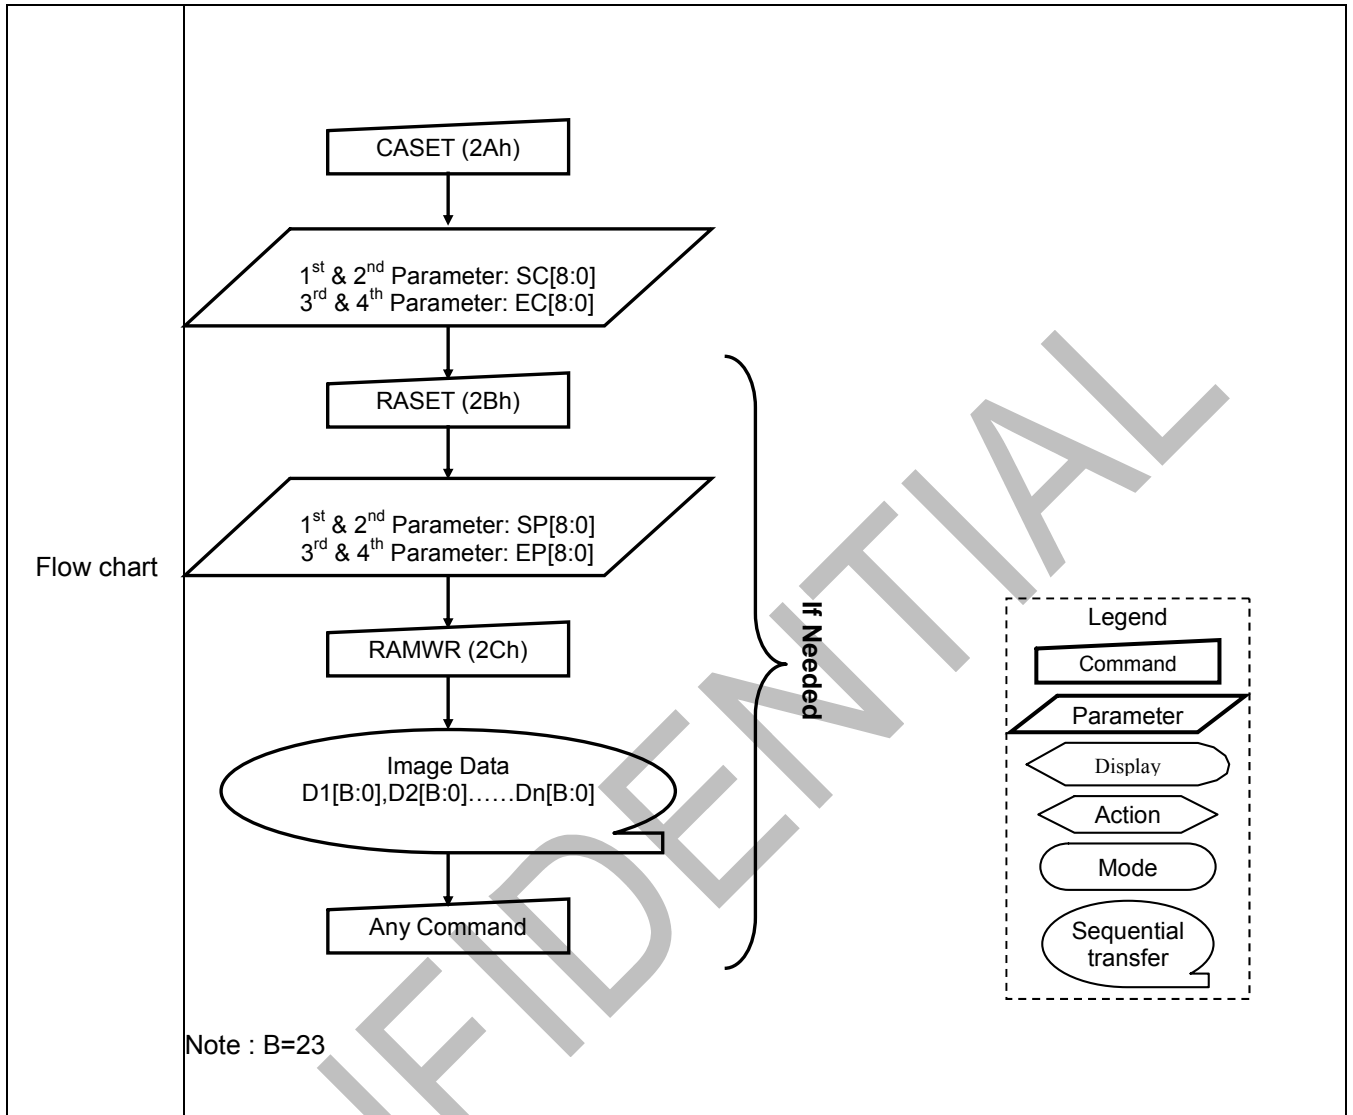 Flow chart
CASET (2Ah)
1st & 2nd Parameter: SC[8:0]
3rd & 4th Parameter: EC[8:0]
RASET (2Bh)
1st & 2nd Parameter: SP[8:0]
3rd & 4th Parameter: EP[8:0]
RAMWR (2Ch)
Image Data
D1[B:0],D2[B:0]......Dn[B:0]
Any Command
If Needed
Legend
Command
Parameter
Display
Action
Mode
Sequential
transfer
Note : B=23
FIDENTIAL